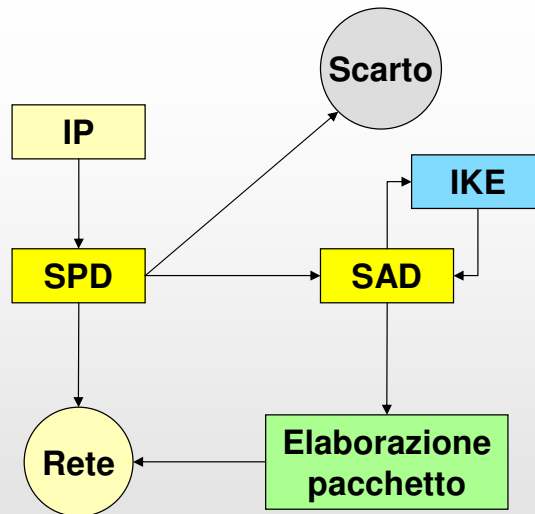 Scarto
IP
IKE
SPD
SAD
Rete
Elaborazione
pacchetto